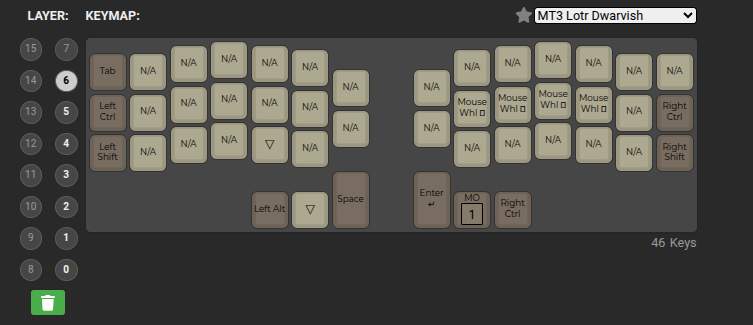 LAYER:
KEYMAP:
MT3 Lotr Dwarvish
15 7
14 6
13 5
12 4
11 3
10 2
9 1
8 0
Tab
N/A
N/A
N/A
N/A
N/A
N/A
N/A
N/A
N/A
N/A
N/A
N/A
N/A
Left
Ctrl
N/A
N/A
N/A
N/A
N/A
N/A
N/A
Mouse
Whl ▯
Mouse
Whl ▯
Mouse
Whl ▯
Mouse
Whl ▯
N/A
Right
Ctrl
Left
Shift
N/A
N/A
N/A
▽
N/A
N/A
N/A
N/A
N/A
N/A
Right
Shift
Left Alt
▽
Space
Enter
↵
MO
1
Right
Ctrl
46 Keys